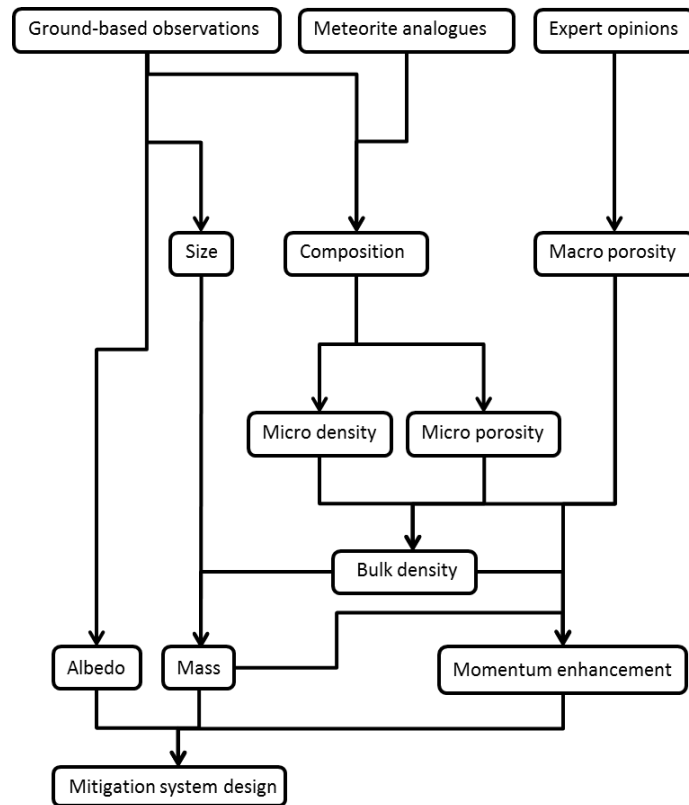 Ground-based observations
Meteorite analogues
Expert opinions
Size
Composition
Macro porosity
Micro density
Micro porosity
Bulk density
Albedo
Mass
Momentum enhancement
Mitigation system design